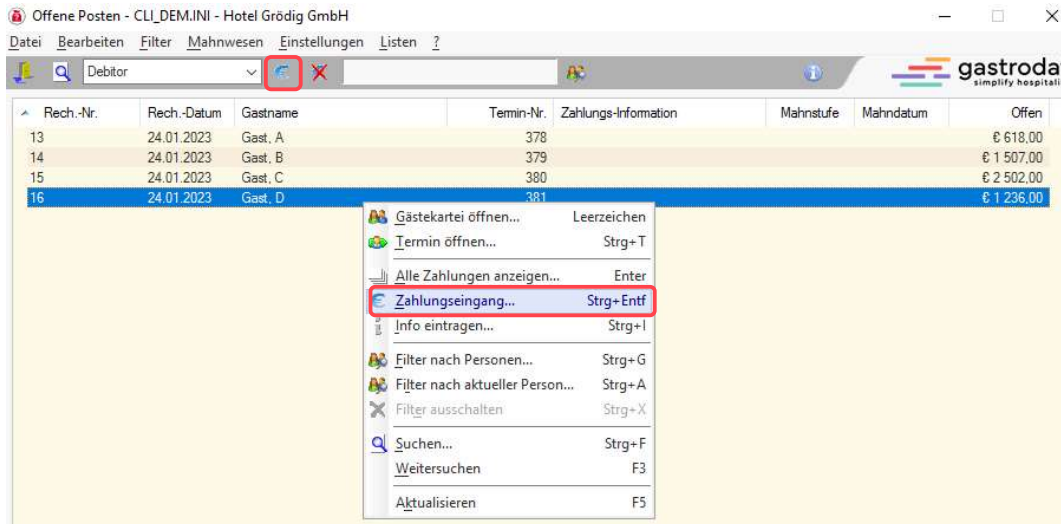 Offene Posten - CLI_DEM.INI - Hotel Grödig GmbH
Datei Bearbeiten Filter Mahnwesen Einstellungen Listen ?
Debitor
gastroda
simplify hospitali
Rech.-Nr. Rech.-Datum Gastname Termin-Nr. Zahlungs-Information Mahnstufe Mahndatum Offen
13 24.01.2023 Gast, A 378 € 618,00
14 24.01.2023 Gast, B 379 € 1 507,00
15 24.01.2023 Gast, C 380 € 2 502,00
16 24.01.2023 Gast, D 381 € 1 236,00
Gästekartei öffnen... Leerzeichen
Termin öffnen... Strg+T
Alle Zahlungen anzeigen... Enter
Zahlungseingang... Strg+Entf
Info eintragen... Strg+I
Filter nach Personen... Strg+G
Filter nach aktueller Person... Strg+A
Filter ausschalten Strg+X
Suchen... Strg+F
Weitersuchen F3
Aktualisieren F5